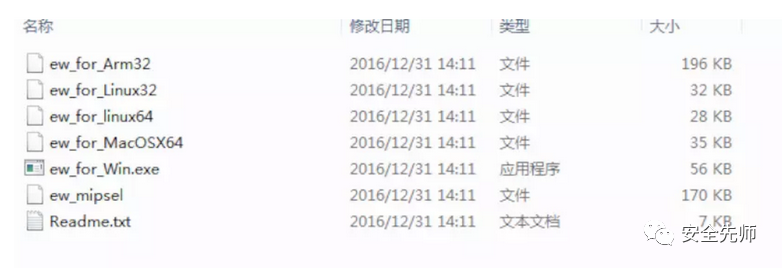 名称 修改日期 类型 大小
ew_for_Arm32 2016/12/31 14:11 文件 196 KB
ew_for_Linux32 2016/12/31 14:11 文件 32 KB
ew_for_linux64 2016/12/31 14:11 文件 28 KB
ew_for_MacOSX64 2016/12/31 14:11 文件 35 KB
ew_for_Win.exe 2016/12/31 14:11 应用程序 56 KB
ew_mipsel 2016/12/31 14:11 文件 170 KB
Readme.txt 2016/12/31 14:11 文本文档 7 KB
安全先师